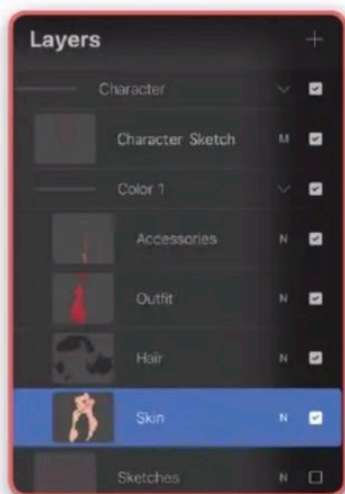 Layers +
Character
Character Sketch M
Color 1
Accessories N
Outfit N
Hair N
Skin N
Sketches N